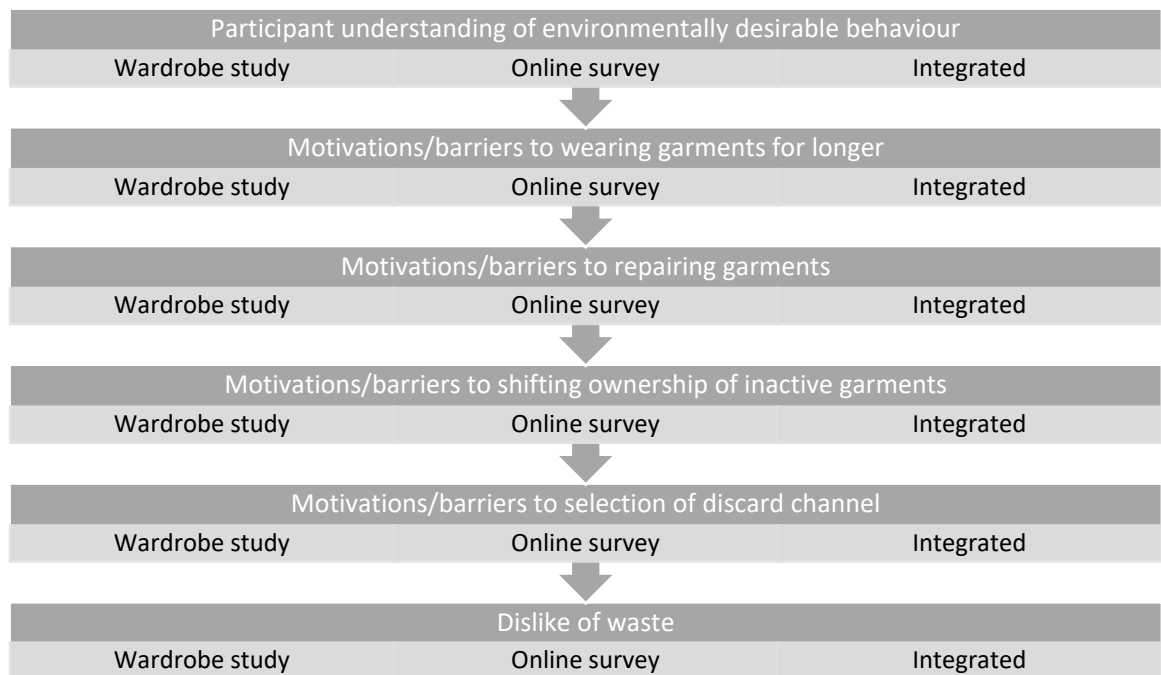 Participant understanding of environmentally desirable behaviour
Wardrobe study Online survey Integrated
Motivations/barriers to wearing garments for longer
Wardrobe study Online survey Integrated
Motivations/barriers to repairing garments
Wardrobe study Online survey Integrated
Motivations/barriers to shifting ownership of inactive garments
Wardrobe study Online survey Integrated
Motivations/barriers to selection of discard channel
Wardrobe study Online survey Integrated
Dislike of waste
Wardrobe study Online survey Integrated